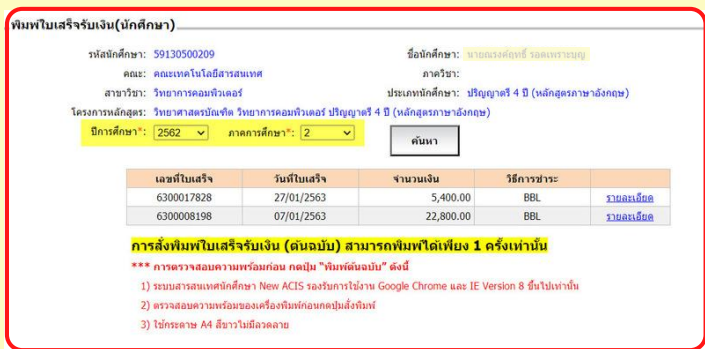 พิมพ์ใบเสร็จรับเงิน(นักศึกษา)
รหัสนักศึกษา: 59130500209 ชื่อนักศึกษา: นายณรงค์ฤทธิ์
คณะ: คณะเทคโนโลยีสารสนเทศ ภาควิชา:
สาขาวิชา: วิทยาการคอมพิวเตอร์ ประเภทนักศึกษา: ปริญญาตรี 4 ปี (หลักสูตรภาษาอังกฤษ)
โครงการหลักสูตร: วิทยาศาสตรบัณฑิต วิทยาการคอมพิวเตอร์ ปริญญาตรี 4 ปี (หลักสูตรภาษาอังกฤษ)
ปีการศึกษา*: 2562 ภาคการศึกษา*: 2 ค้นหา
เลขที่ใบเสร็จ วันที่ใบเสร็จ จำนวนเงิน วิธีการชำระ
6300017828 27/01/2563 5,400.00 BBL รายละเอียด
6300008198 07/01/2563 22,800.00 BBL รายละเอียด
การสั่งพิมพ์ใบเสร็จรับเงิน (ต้นฉบับ) สามารถพิมพ์ได้เพียง 1 ครั้งเท่านั้น
*** การตรวจสอบความพร้อมก่อน กดปุ่ม "พิมพ์ต้นฉบับ" ดังนี้
1) ระบบสารสนเทศนักศึกษา New ACIS รองรับการใช้งาน Google Chrome และ IE Version 8 ขึ้นไปเท่านั้น
2) ตรวจสอบความพร้อมของเครื่องพิมพ์ก่อนกดปุ่มสั่งพิมพ์
3) ใช้กระดาษ A4 สีขาวไม่มีลวดลาย